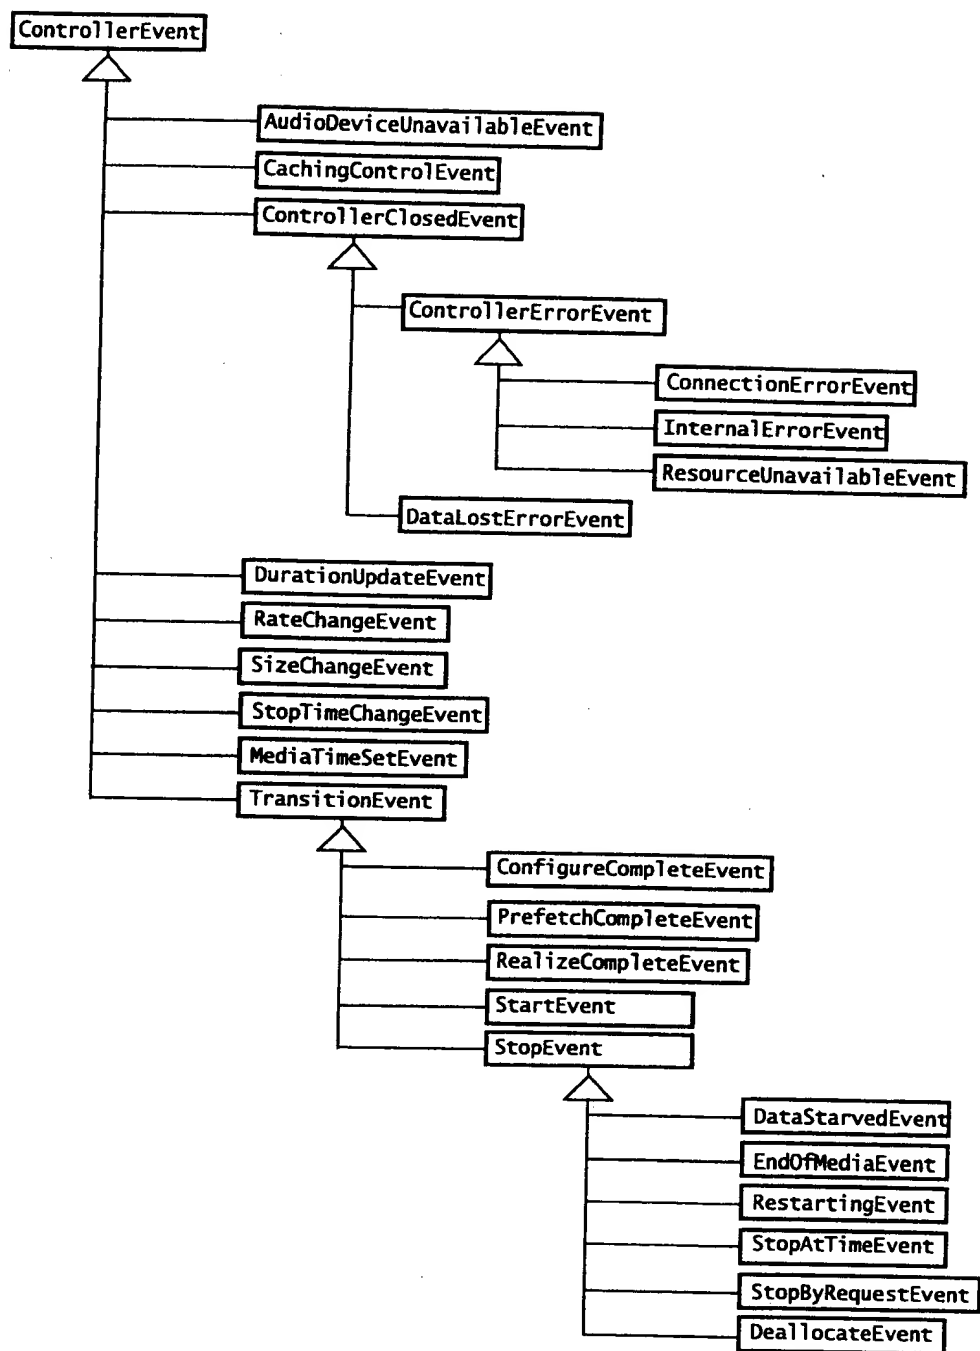 ControllerEvent
AudioDeviceUnavailableEvent
CachingControlEvent
ControllerClosedEvent
ControllerErrorEvent
ConnectionErrorEvent
InternalErrorEvent
ResourceUnavailableEvent
DataLostErrorEvent
DurationUpdateEvent
RateChangeEvent
SizeChangeEvent
StopTimeChangeEvent
MediaTimeSetEvent
TransitionEvent
ConfigureCompleteEvent
PrefetchCompleteEvent
RealizeCompleteEvent
StartEvent
StopEvent
DataStarvedEvent
EndOfMediaEvent
RestartingEvent
StopAtTimeEvent
StopByRequestEvent
DeallocateEvent